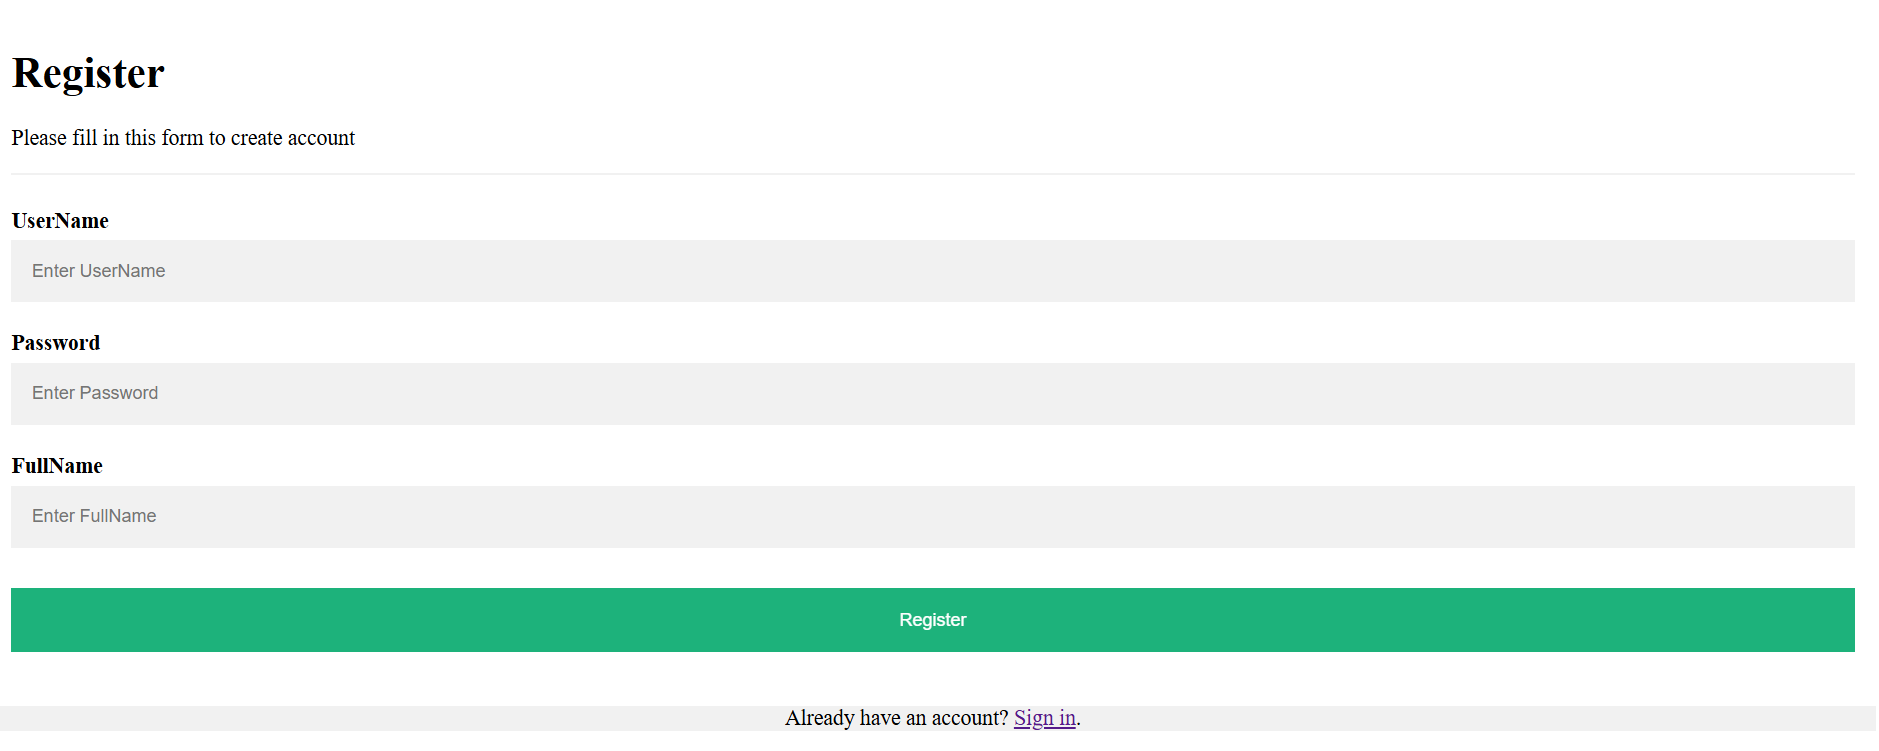 Register
Please fill in this form to create account
UserName
Enter UserName
Password
Enter Password
FullName
Enter FullName
Register
Already have an account? Sign in.